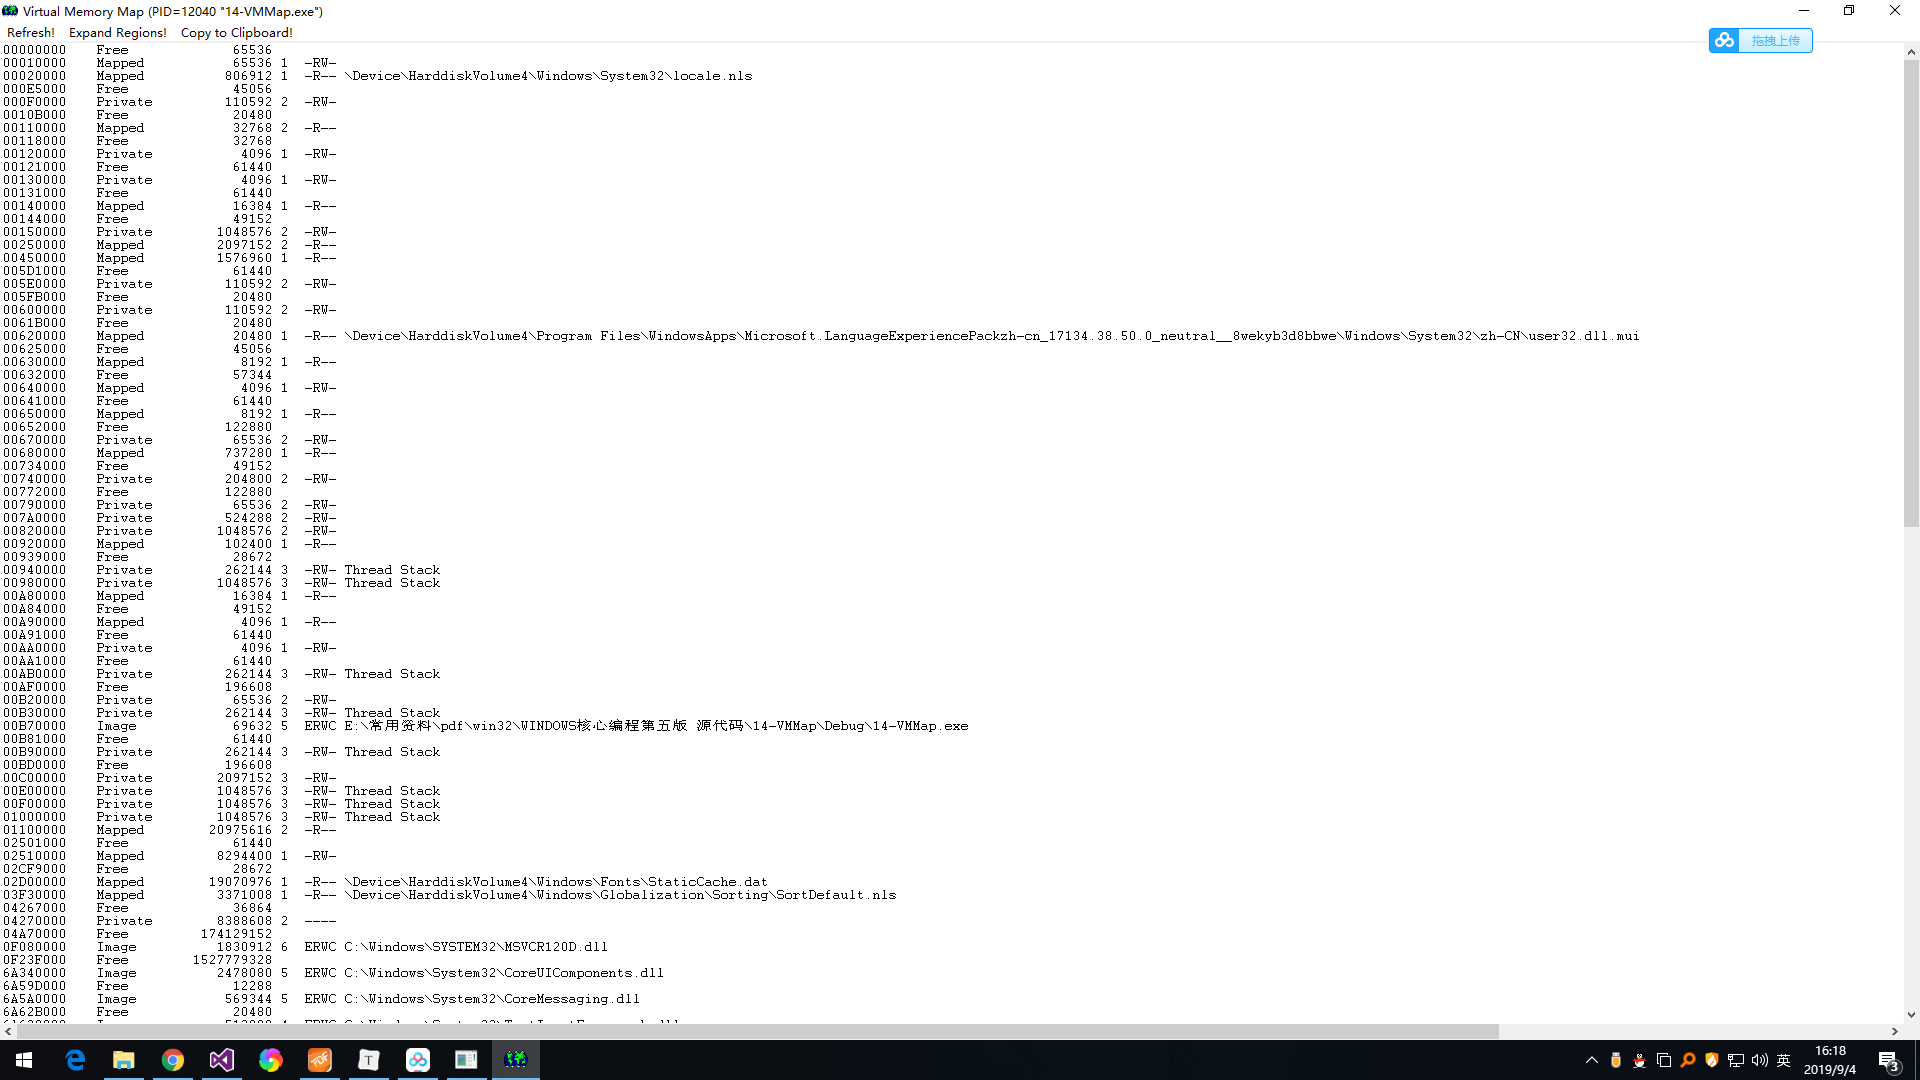 Virtual Memory Map (PID=12040 "14-VMMap.exe")
Refresh! Expand Regions! Copy to Clipboard!
拖拽上传
00000000 Free 65536
00010000 Mapped 65536 1 -RW-
00020000 Mapped 806912 1 -R-- \Device\HarddiskVolume4\Windows\System32\locale.nls
000E5000 Free 45056
000F0000 Private 110592 2 -RW-
0010B000 Free 20480
00110000 Mapped 32768 2 -R--
00118000 Free 32768
00120000 Private 4096 1 -RW-
00121000 Free 61440
00130000 Private 4096 1 -RW-
00131000 Free 61440
00140000 Mapped 16384 1 -R--
00144000 Free 49152
00150000 Private 1048576 2 -RW-
00250000 Mapped 2097152 2 -R--
00450000 Mapped 1576960 1 -R--
005D1000 Free 61440
005E0000 Private 110592 2 -RW-
005FB000 Free 20480
00600000 Private 110592 2 -RW-
0061B000 Free 20480
00620000 Mapped 20480 1 -R-- \Device\HarddiskVolume4\Program Files\WindowsApps\Microsoft.LanguageExperiencePackzh-cn_17134.38.50.0_neutral__8wekyb3d8bbwe\Windows\System32\zh-CN\user32.dll.mui
00625000 Free 45056
00630000 Mapped 8192 1 -R--
00632000 Free 57344
00640000 Mapped 4096 1 -RW-
00641000 Free 61440
00650000 Mapped 8192 1 -R--
00652000 Free 122880
00670000 Private 65536 2 -RW-
00680000 Mapped 737280 1 -R--
00734000 Free 49152
00740000 Private 204800 2 -RW-
00772000 Free 122880
00790000 Private 65536 2 -RW-
007A0000 Private 524288 2 -RW-
00820000 Private 1048576 2 -RW-
00920000 Mapped 102400 1 -R--
00939000 Free 28672
00940000 Private 262144 3 -RW- Thread Stack
00980000 Private 1048576 3 -RW- Thread Stack
00A80000 Mapped 16384 1 -R--
00A84000 Free 49152
00A90000 Mapped 4096 1 -R--
00A91000 Free 61440
00AA0000 Private 4096 1 -RW-
00AA1000 Free 61440
00AB0000 Private 262144 3 -RW- Thread Stack
00AF0000 Free 196608
00B20000 Private 65536 2 -RW-
00B30000 Private 262144 3 -RW- Thread Stack
00B70000 Image 69632 5 ERWC E:\常用资料\pdf\win32\WINDOWS核心编程第五版 源代码\14-VMMap\Debug\14-VMMap.exe
00B81000 Free 61440
00B90000 Private 262144 3 -RW- Thread Stack
00BD0000 Free 196608
00C00000 Private 2097152 3 -RW-
00E00000 Private 1048576 3 -RW- Thread Stack
00F00000 Private 1048576 3 -RW- Thread Stack
01000000 Private 1048576 3 -RW- Thread Stack
01100000 Mapped 20975616 2 -R--
02501000 Free 61440
02510000 Mapped 8294400 1 -RW-
02CF9000 Free 28672
02D00000 Mapped 19070976 1 -R-- \Device\HarddiskVolume4\Windows\Fonts\StaticCache.dat
03F30000 Mapped 3371008 1 -R-- \Device\HarddiskVolume4\Windows\Globalization\Sorting\SortDefault.nls
04267000 Free 36864
04270000 Private 8388608 2 ----
04A70000 Free 174129152
0F080000 Image 1830912 6 ERWC C:\Windows\SYSTEM32\MSVCR120D.dll
0F23F000 Free 1527779328
6A340000 Image 2478080 5 ERWC C:\Windows\System32\CoreUIComponents.dll
6A59D000 Free 12288
6A5A0000 Image 569344 5 ERWC C:\Windows\System32\CoreMessaging.dll
6A62B000 Free 20480
英
16:18
2019/9/4
3